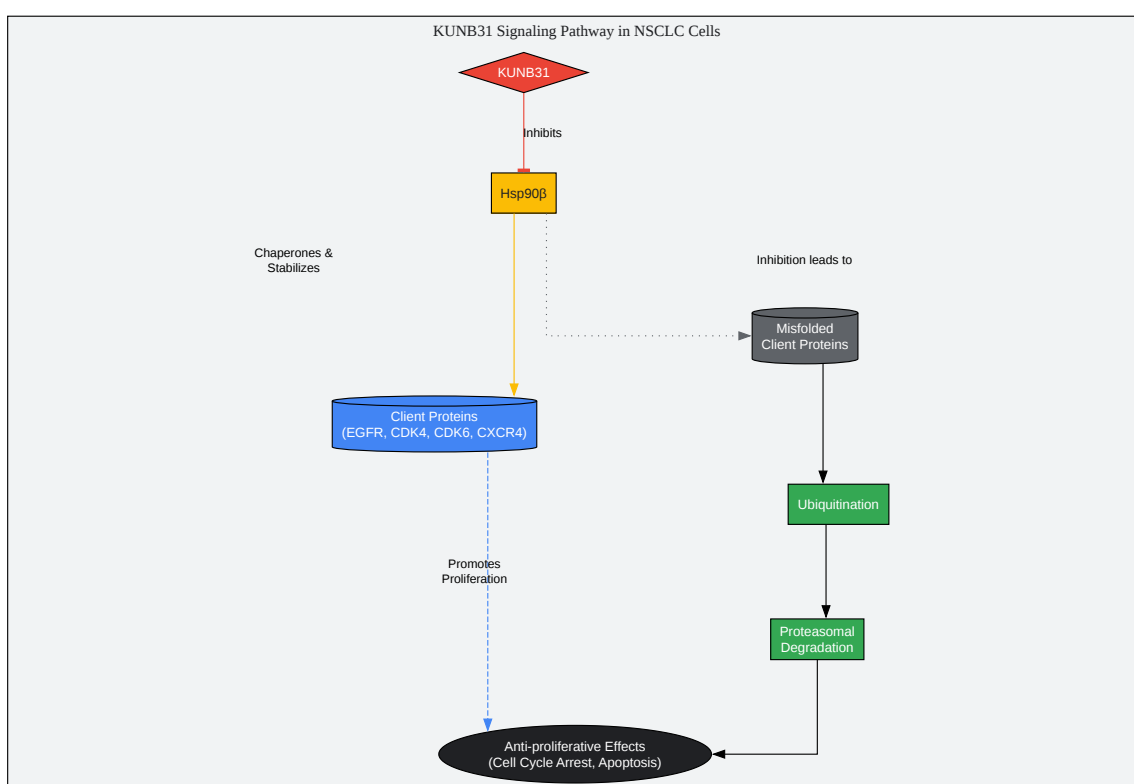 KUNB31 Signaling Pathway in NSCLC Cells
KUNB31
Inhibits
Hsp90β
Chaperones &
Stabilizes
Inhibition leads to
Misfolded
Client Proteins
Client Proteins
(EGFR, CDK4, CDK6, CXCR4)
Ubiquitination
Promotes
Proliferation
Proteasomal
Degradation
Anti-proliferative Effects
(Cell Cycle Arrest, Apoptosis)